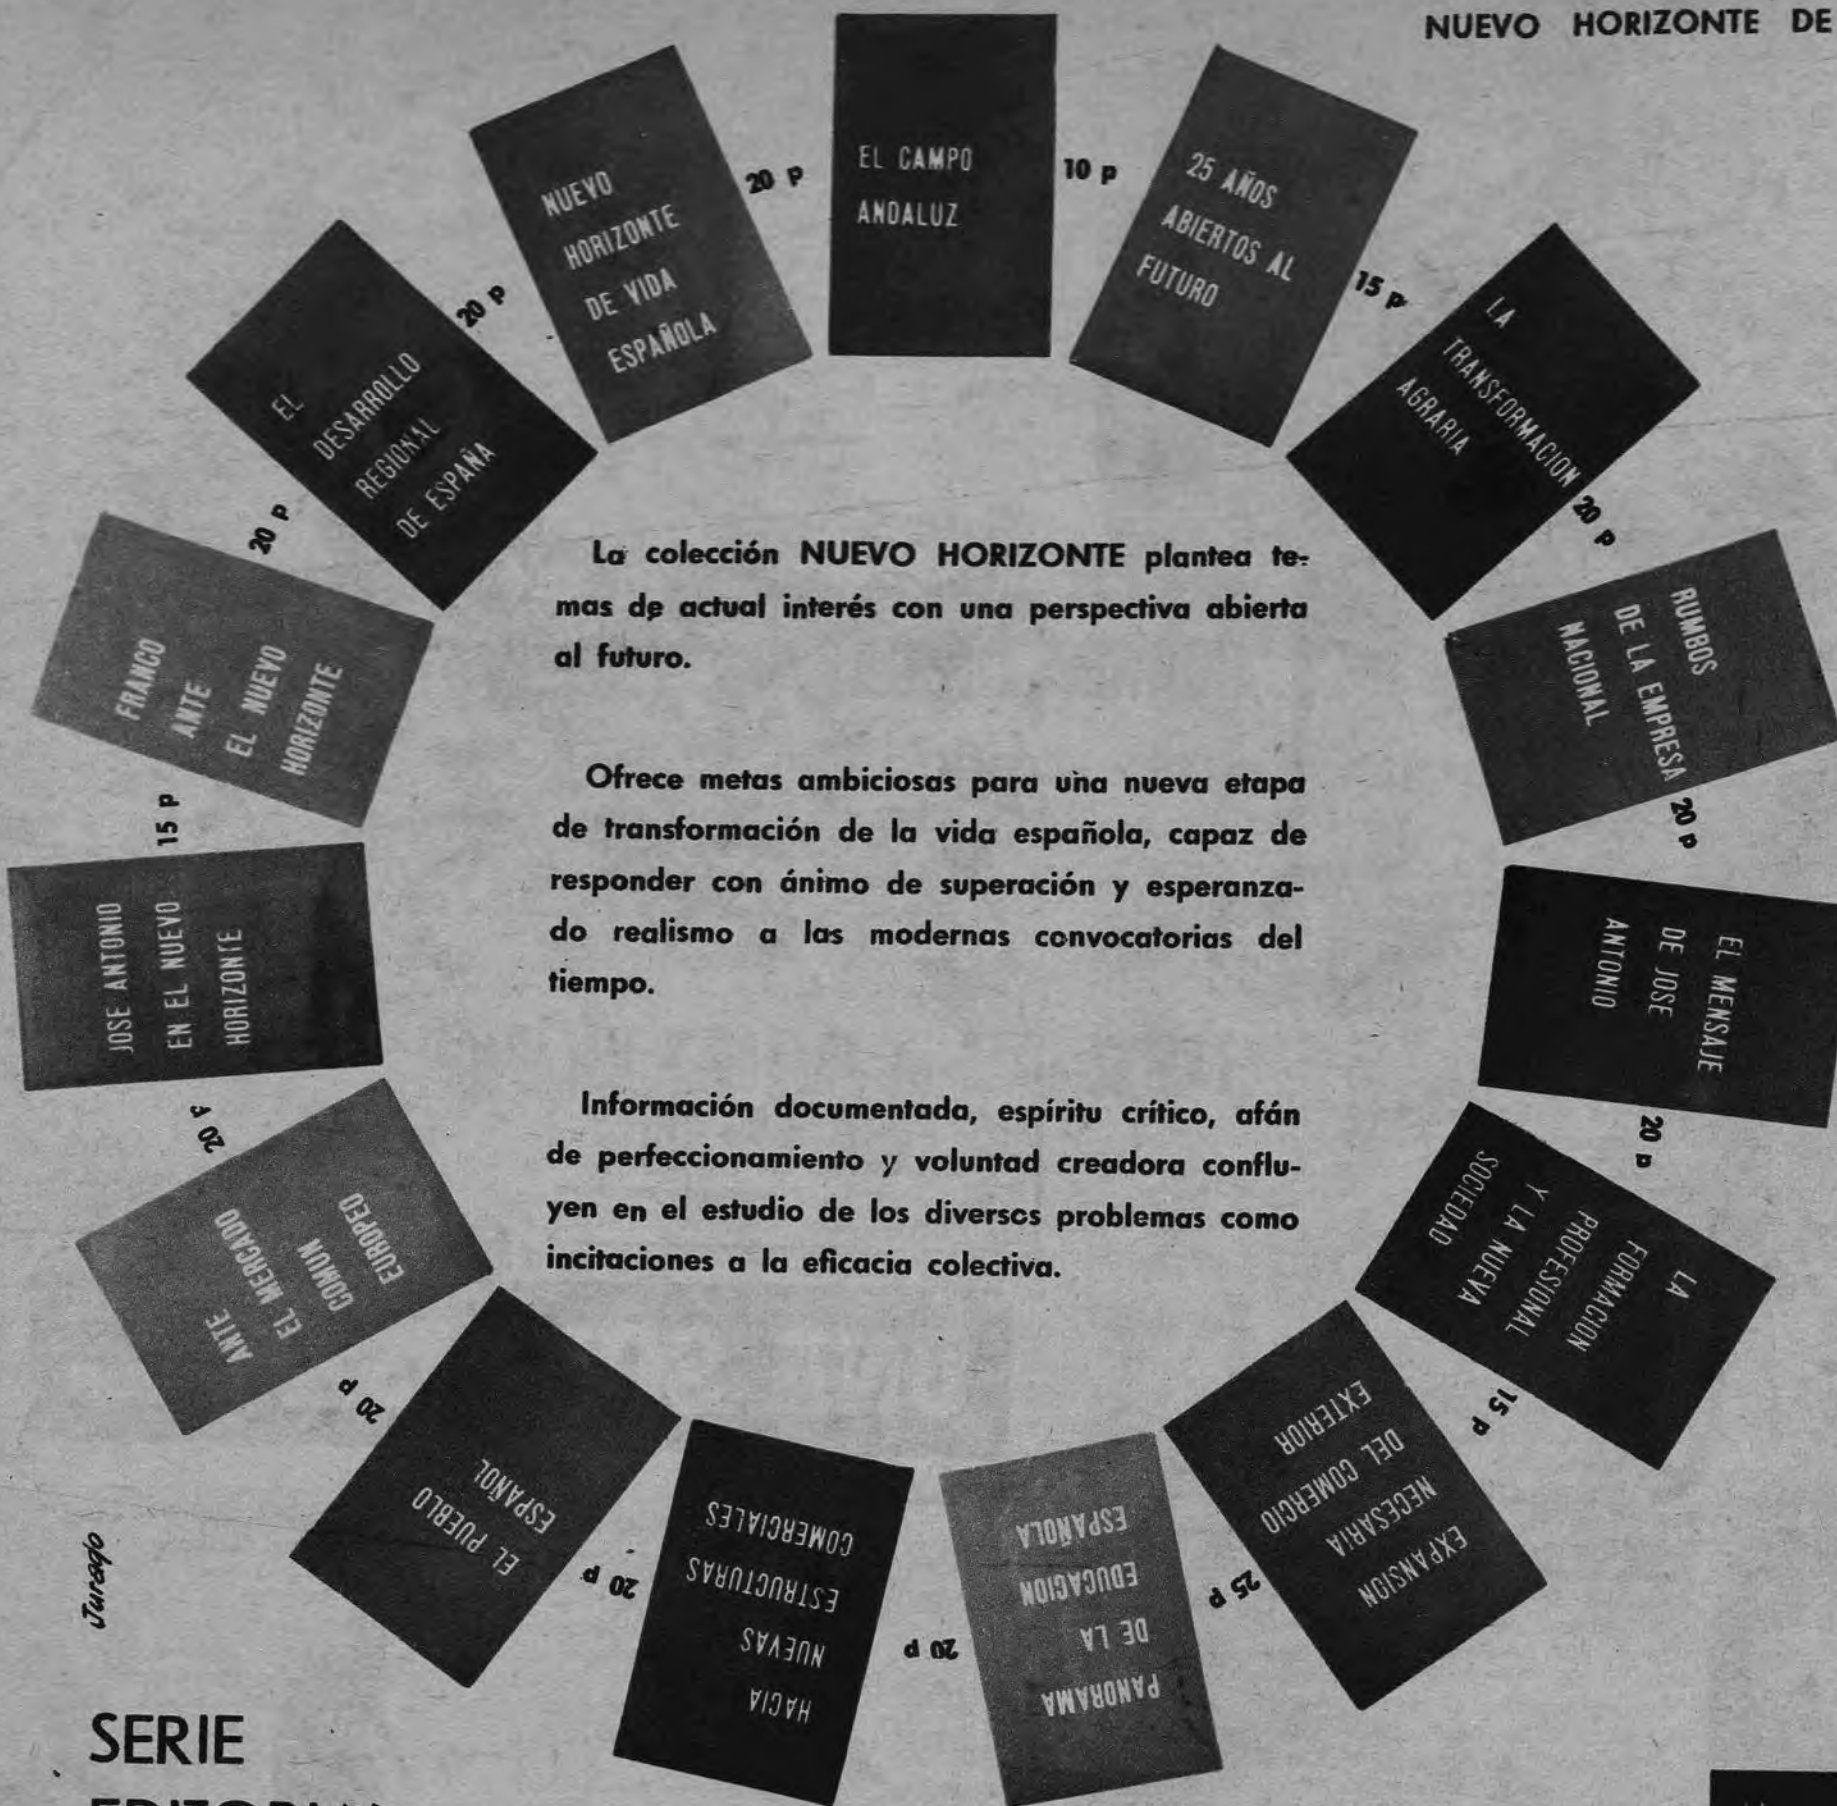 NUEVO HORIZONTE DE
EL CAMPO
ANDALUZ
10 p
25 AÑOS
ABIERTOS AL
FUTURO
15 p
LA
TRANSFORMACION
AGRARIA
20 p
RUMBOS
DE LA EMPRESA
NACIONAL
20 p
EL MENSAJE
DE JOSE
ANTONIO
20 p
LA
FORMACION
PROFESIONAL
Y LA NUEVA
SOCIEDAD
15 p
EXPANSION
NECESARIA
DEL COMERCIO
EXTERIOR
25 p
PANORAMA
DE LA
EDUCACION
ESPAÑOLA
20 p
HACIA
NUEVAS
ESTRUCTURAS
COMERCIALES
20 p
EL PUEBLO
ESPAÑOL
20 p
ANTE
EL MERCADO
COMUN
EUROPEO
20 p
JOSE ANTONIO
EN EL NUEVO
HORIZONTE
15 p
FRANCO
ANTE
EL NUEVO
HORIZONTE
20 p
EL
DESARROLLO
REGIONAL
DE ESPAÑA
20 p
NUEVO
HORIZONTE
DE VIDA
ESPAÑOLA
20 p
La colección NUEVO HORIZONTE plantea te-
mas de actual interés con una perspectiva abierta
al futuro.
Ofrece metas ambiciosas para una nueva etapa
de transformación de la vida española, capaz de
responder con ánimo de superación y esperanza-
do realismo a las modernas convocatorias del
tiempo.
Información documentada, espíritu crítico, afán
de perfeccionamiento y voluntad creadora conflu-
yen en el estudio de los diversos problemas como
incitaciones a la eficacia colectiva.
Jurado
SERIE